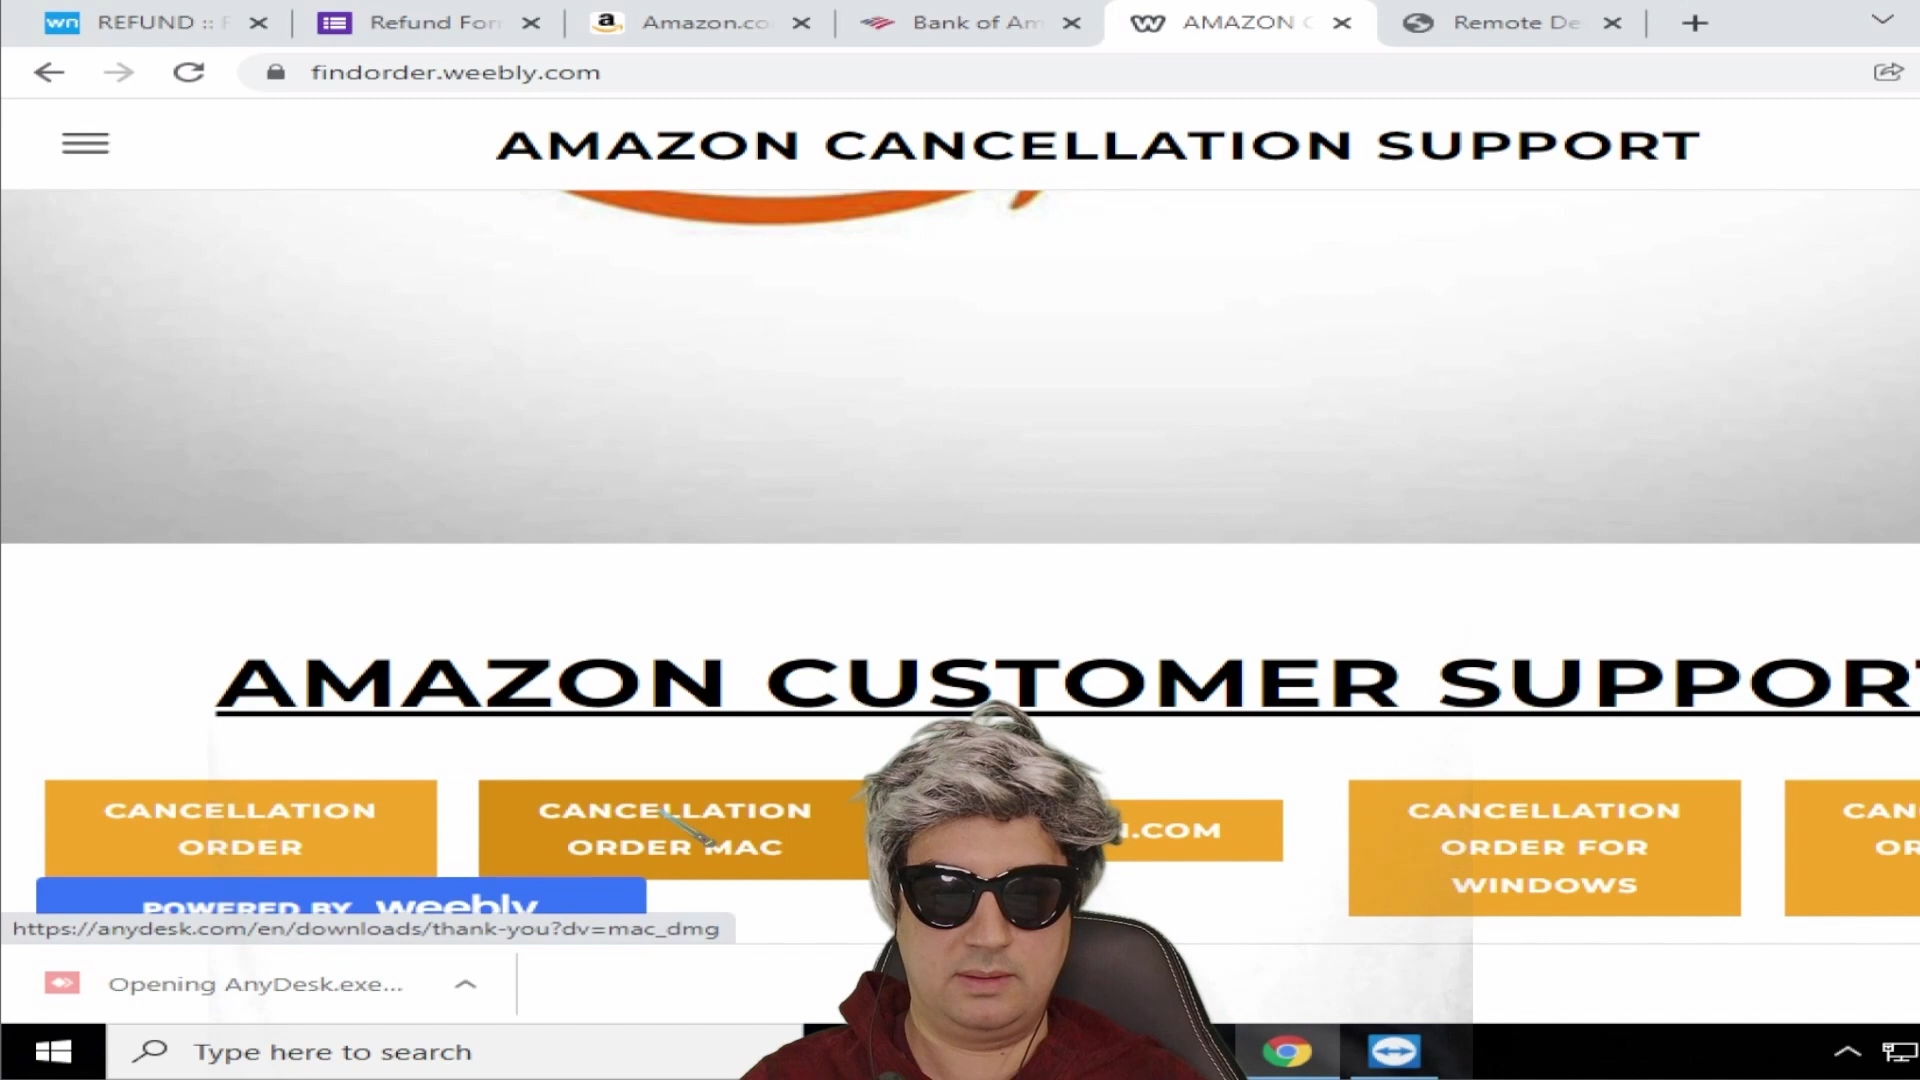 wn REFUND :: F
Refund For
Amazon.co
Bank of Am
AMAZON C
Remote De
findorder.weebly.com
AMAZON CANCELLATION SUPPORT
AMAZON CUSTOMER SUPPORT
CANCELLATION
ORDER
CANCELLATION
ORDER MAC
N.COM
CANCELLATION
ORDER FOR
WINDOWS
CAN
OR
POWERED BY weebly
https://anydesk.com/en/downloads/thank-you?dv=mac_dmg
Opening AnyDesk.exe...
Type here to search